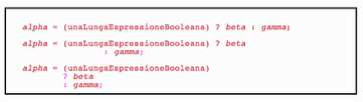 alpha = (unaLungaEspressioneBooleana) ? beta : gamma;
alpha = (unaLungaEspressioneBooleana) ? beta
: gamma;
alpha = (unaLungaEspressioneBooleana)
? beta
: gamma;